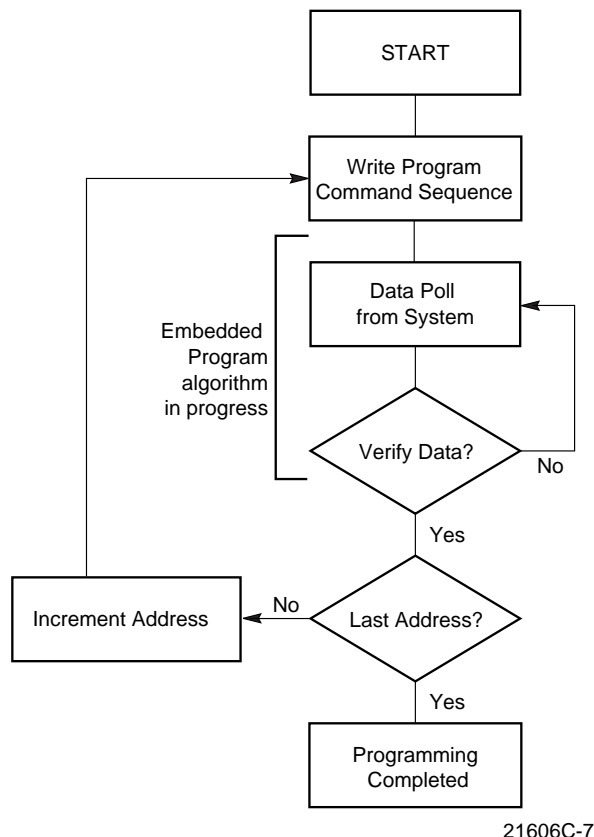 START
Write Program
Command Sequence
Data Poll
from System
Embedded
Program
algorithm
in progress
Verify Data?
No
Yes
Increment Address
No
Last Address?
Yes
Programming
Completed
21606C-7